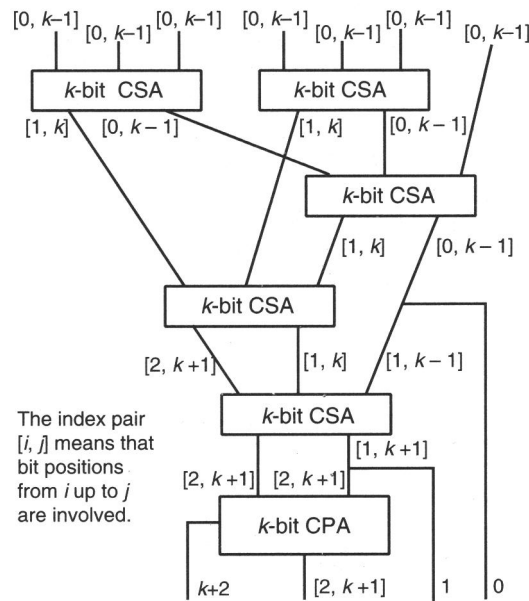 [0, k–1] [0, k–1] [0, k–1] [0, k–1] [0, k–1] [0, k–1] [0, k–1]
k-bit CSA k-bit CSA
[1, k] [0, k – 1] [1, k] [0, k – 1]
k-bit CSA
[1, k] [0, k – 1]
k-bit CSA
[2, k +1] [1, k] [1, k –1]
k-bit CSA
The index pair
[i, j] means that
bit positions
from i up to j
are involved.
[1, k +1]
[2, k +1] [2, k +1]
k-bit CPA
k+2 [2, k +1] 1 0